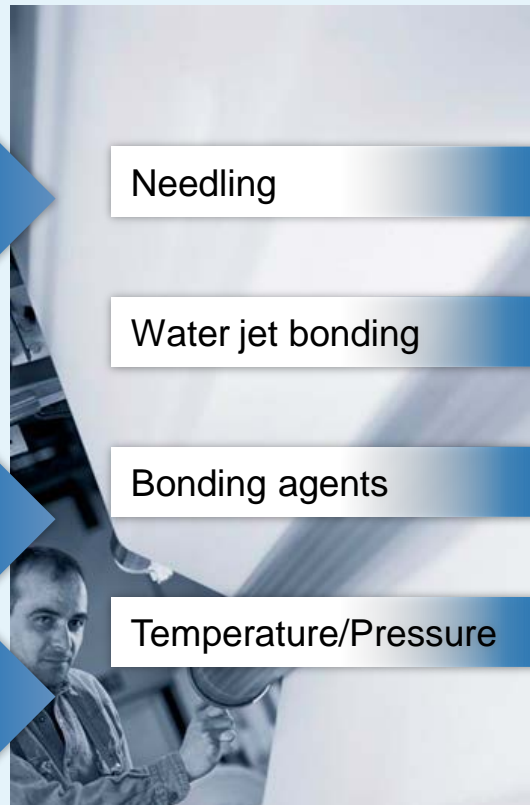 Needling
Water jet bonding
Bonding agents
Temperature/Pressure